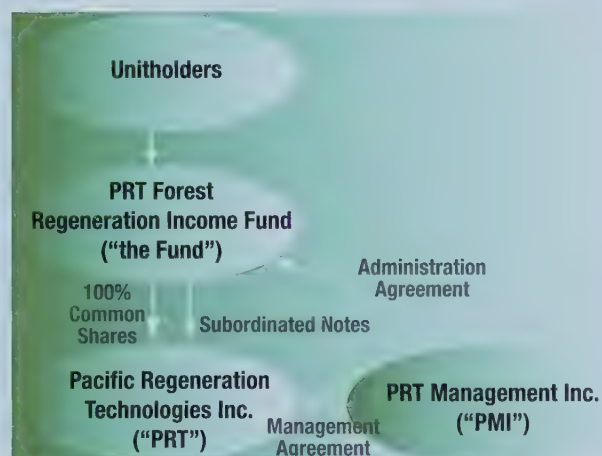 Unitholders
PRT Forest
Regeneration Income Fund
("the Fund")
Administration
Agreement
100%
Common
Shares
Subordinated Notes
Pacific Regeneration
Technologies Inc.
("PRT")
Management
Agreement
PRT Management Inc.
("PMI")